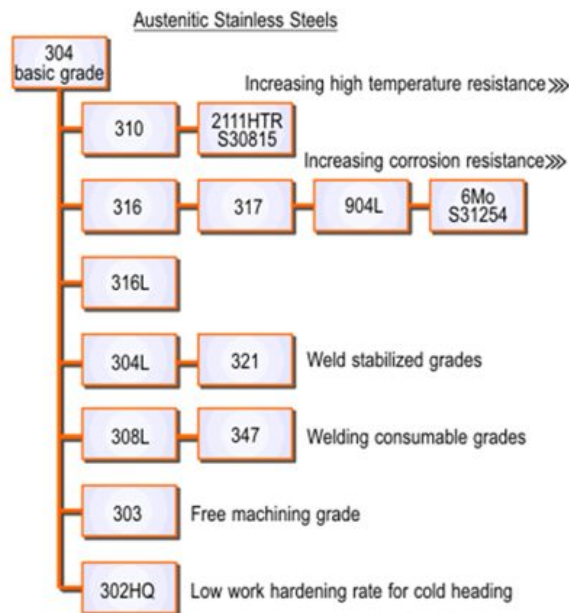 Austenitic Stainless Steels
304
basic grade
Increasing high temperature resistance⋙
310
2111HTR
S30815
Increasing corrosion resistance⋙
316
317
904L
6Mo
S31254
316L
304L
321
Weld stabilized grades
308L
347
Welding consumable grades
303
Free machining grade
302HQ
Low work hardening rate for cold heading